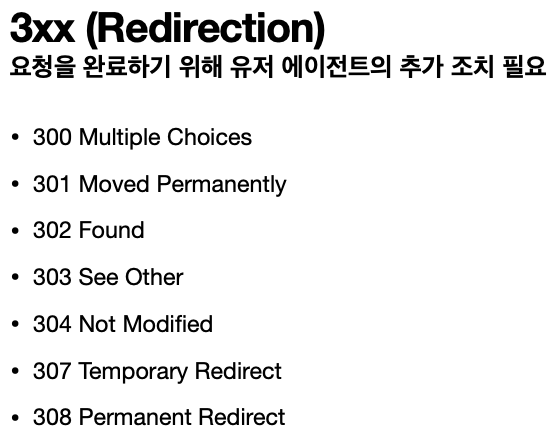 3xx (Redirection)
요청을 완료하기 위해 유저 에이전트의 추가 조치 필요
• 300 Multiple Choices
• 301 Moved Permanently
• 302 Found
• 303 See Other
• 304 Not Modified
• 307 Temporary Redirect
• 308 Permanent Redirect